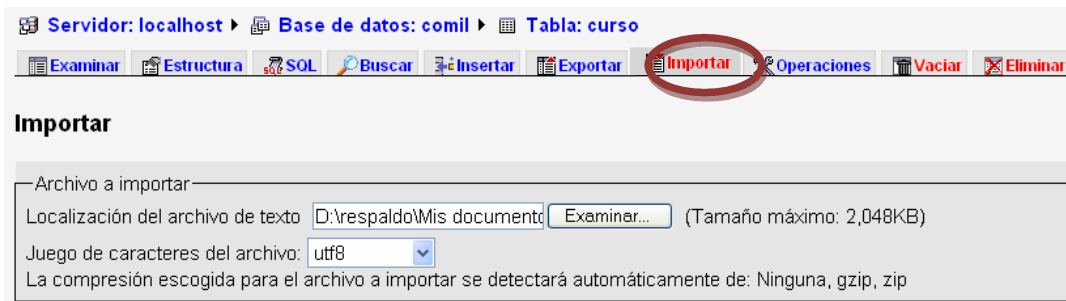 Servidor: localhost ▸ Base de datos: comil ▸ Tabla: curso
Examinar Estructura SQL Buscar Insertar Exportar Importar Operaciones Vaciar Eliminar
Importar
Archivo a importar
Localización del archivo de texto D:\respaldo\Mis documento Examinar... (Tamaño máximo: 2,048KB)
Juego de caracteres del archivo: utf8
La compresión escogida para el archivo a importar se detectará automáticamente de: Ninguna, gzip, zip